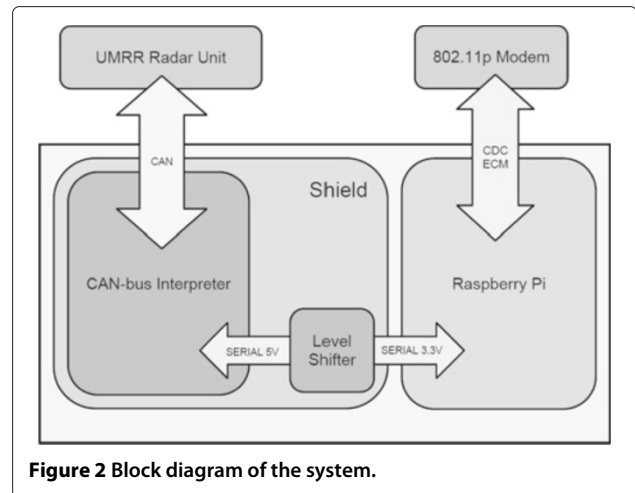 UMRR Radar Unit
802.11p Modem
CAN
CDC
ECM
Shield
CAN-bus Interpreter
Raspberry Pi
Level
Shifter
SERIAL 5V
SERIAL 3.3V
Figure 2 Block diagram of the system.